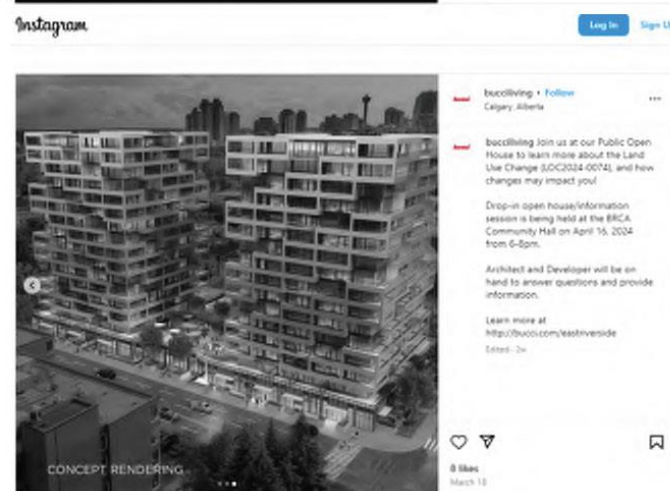 Instagram
Log In
Sign U
bucciliving • Follow
Calgary, Alberta
bucciliving Join us at our Public Open
House to learn more about the Land
Use Change (LOC2024-0074), and how
changes may impact you!
Drop-in open house/information
session is being held at the BRCA
Community Hall on April 16, 2024
from 6-8pm.
Architect and Developer will be on
hand to answer questions and provide
information.
Learn more at
http://bucci.com/eastriverside
Edited · 2w
CONCEPT RENDERING
8 likes
March 18